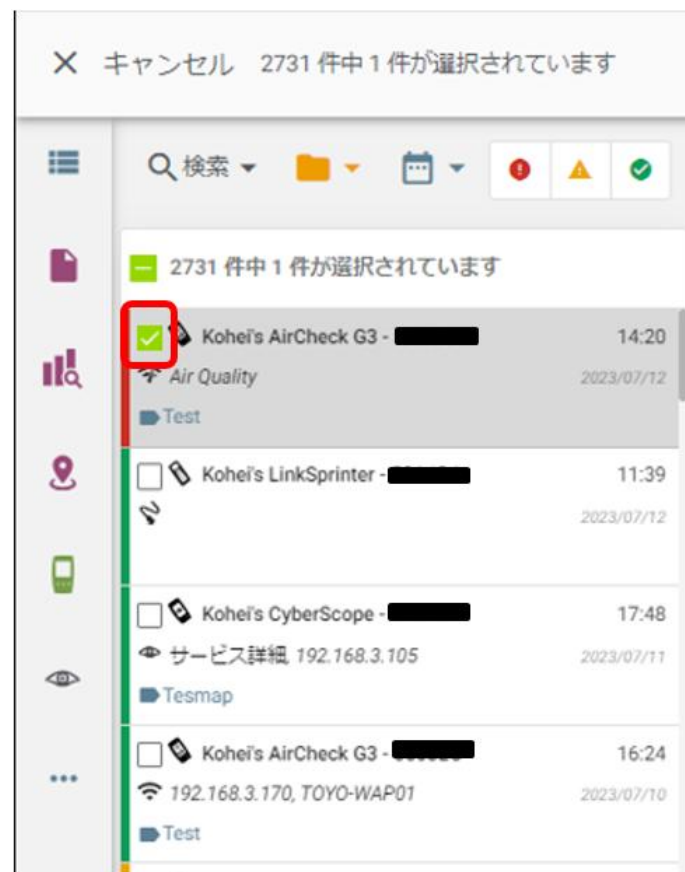 × キャンセル 2731 件中 1 件が選択されています
検索
2731 件中 1 件が選択されています
Kohei's AirCheck G3 - 14:20
Air Quality 2023/07/12
Test
Kohei's LinkSprinter - 11:39
2023/07/12
Kohei's CyberScope - 17:48
サービス詳細, 192.168.3.105 2023/07/11
Tesmap
Kohei's AirCheck G3 - 16:24
192.168.3.170, TOYO-WAP01 2023/07/10
Test